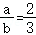 a/b = 2/3